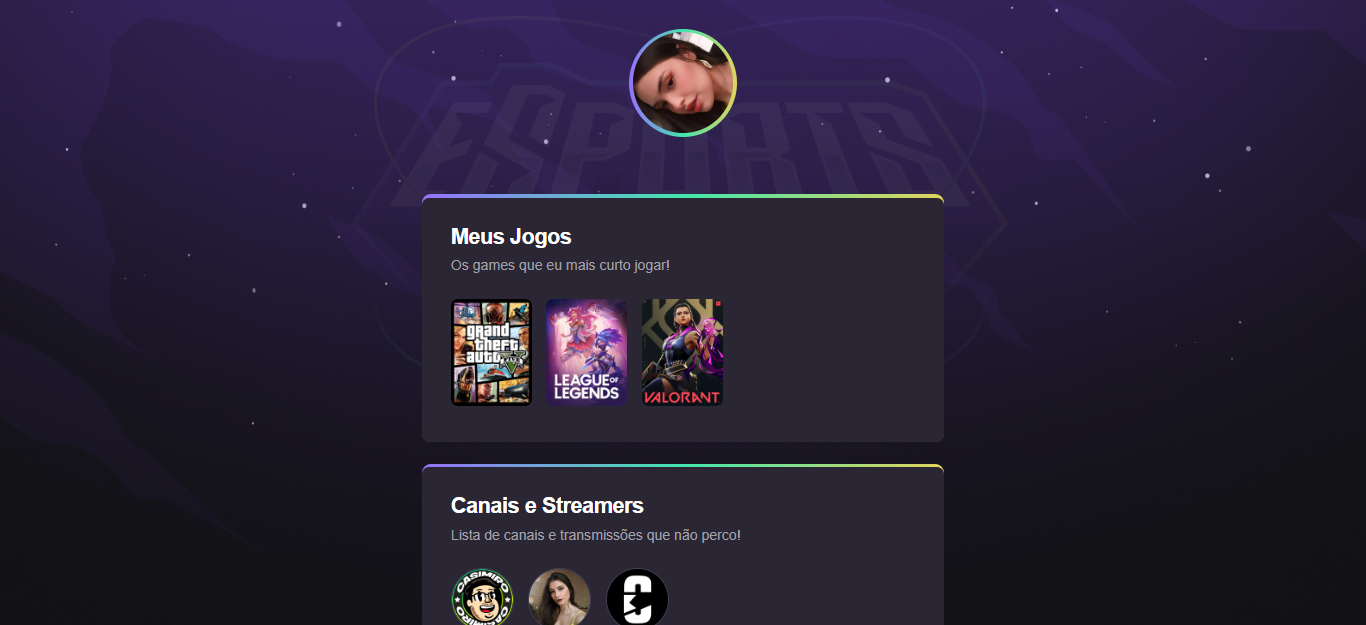 ESPORTS
Meus Jogos
Os games que eu mais curto jogar!
grand
theft
auto V
LEAGUE OF
LEGENDS
VALORANT
Canais e Streamers
Lista de canais e transmissões que não perco!
CASIMIRO
CASIMIRO